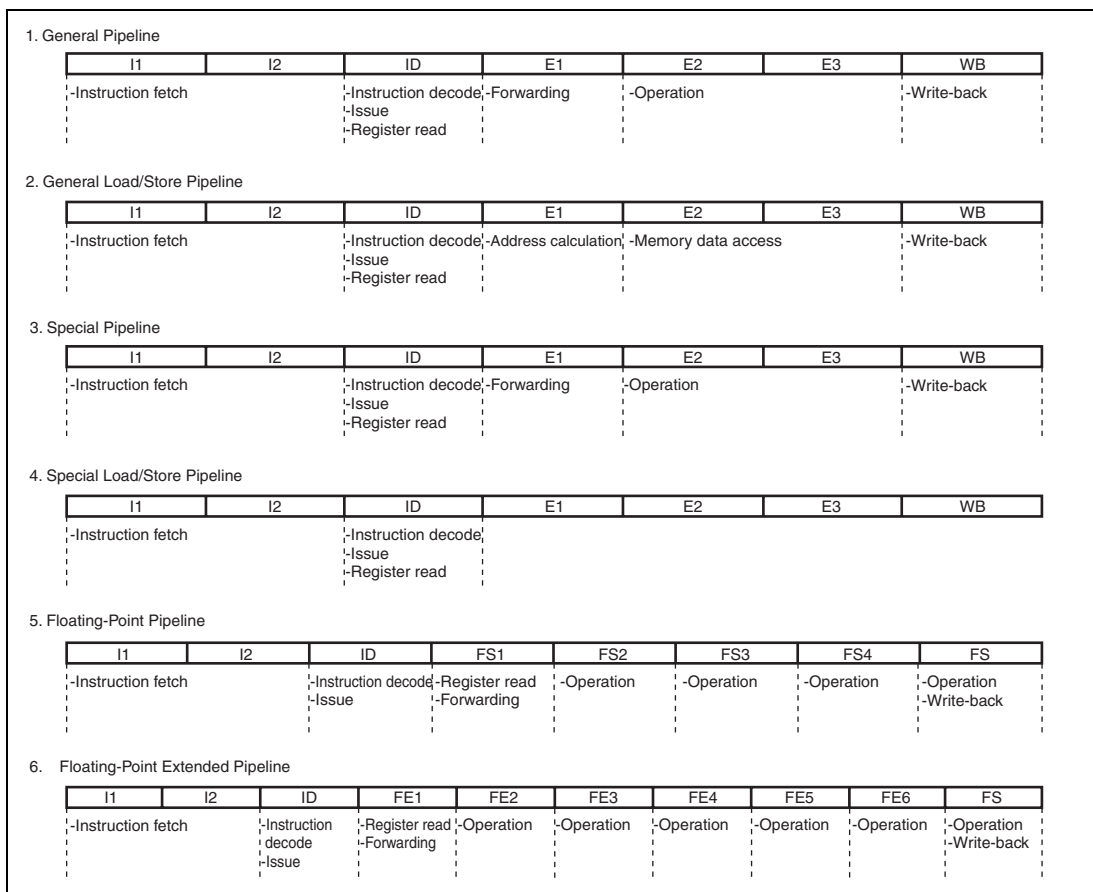 1. General Pipeline
I1 I2 ID E1 E2 E3 WB
-Instruction fetch -Instruction decode -Forwarding -Operation -Write-back
-Issue
-Register read
2. General Load/Store Pipeline
I1 I2 ID E1 E2 E3 WB
-Instruction fetch -Instruction decode -Address calculation -Memory data access -Write-back
-Issue
-Register read
3. Special Pipeline
I1 I2 ID E1 E2 E3 WB
-Instruction fetch -Instruction decode -Forwarding -Operation -Write-back
-Issue
-Register read
4. Special Load/Store Pipeline
I1 I2 ID E1 E2 E3 WB
-Instruction fetch -Instruction decode
-Issue
-Register read
5. Floating-Point Pipeline
I1 I2 ID FS1 FS2 FS3 FS4 FS
-Instruction fetch -Instruction decode -Register read -Operation -Operation -Operation -Operation
-Issue -Forwarding -Write-back
6. Floating-Point Extended Pipeline
I1 I2 ID FE1 FE2 FE3 FE4 FE5 FE6 FS
-Instruction fetch -Instruction -Register read -Operation -Operation -Operation -Operation -Operation -Operation
decode -Forwarding -Write-back
-Issue